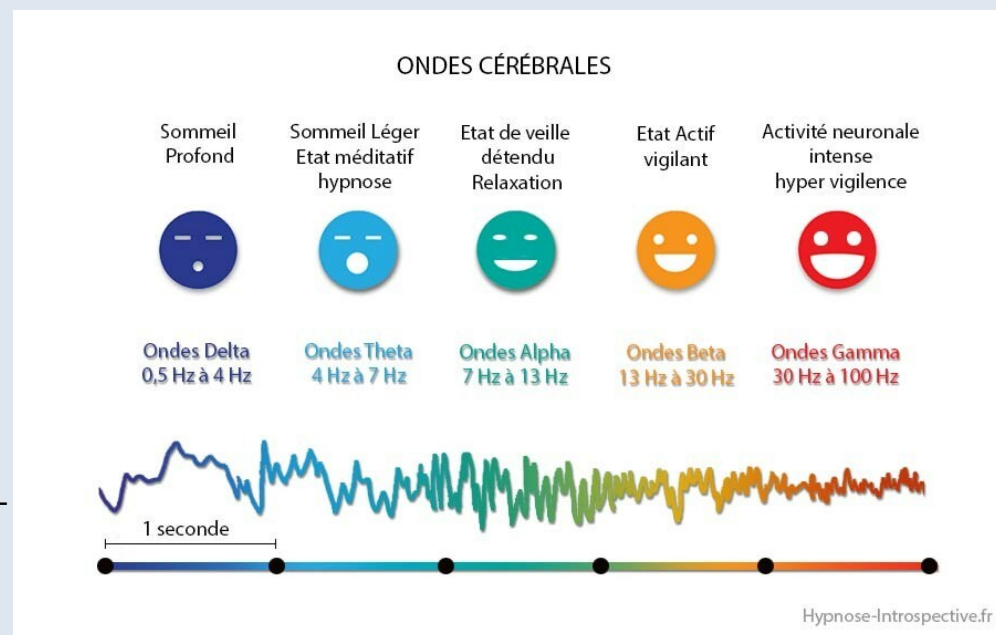 ONDES CÉRÉBRALES
Sommeil
Profond
Sommeil Léger
Etat méditatif
hypnose
Etat de veille
détendu
Relaxation
Etat Actif
vigilant
Activité neuronale
intense
hyper vigilence
Ondes Delta
0,5 Hz à 4 Hz
Ondes Theta
4 Hz à 7 Hz
Ondes Alpha
7 Hz à 13 Hz
Ondes Beta
13 Hz à 30 Hz
Ondes Gamma
30 Hz à 100 Hz
1 seconde
Hypnose-Introspective.fr